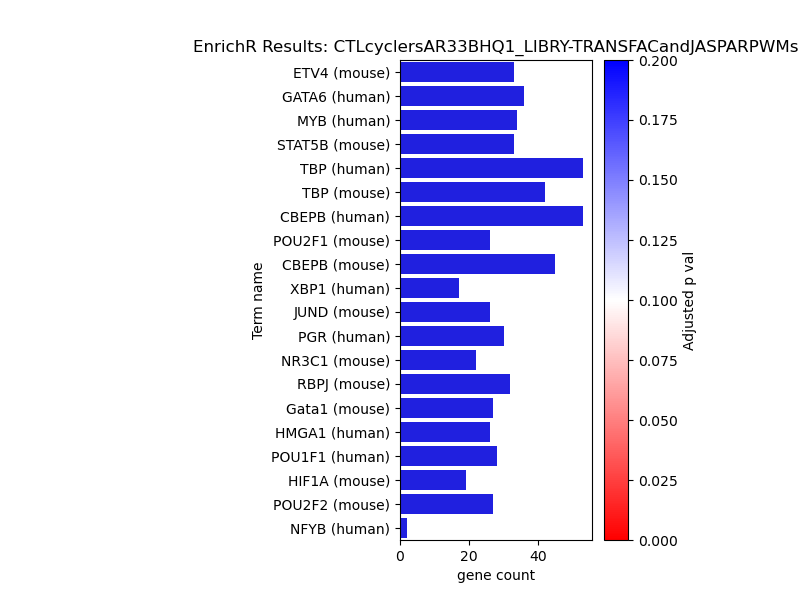 EnrichR Results: CTLcyclersAR33BHQ1_LIBRY-TRANSFACandJASPARPWMs
ETV4 (mouse)
GATA6 (human)
MYB (human)
STAT5B (mouse)
TBP (human)
TBP (mouse)
CBEPB (human)
POU2F1 (mouse)
CBEPB (mouse)
XBP1 (human)
JUND (mouse)
PGR (human)
NR3C1 (mouse)
RBPJ (mouse)
Gata1 (mouse)
HMGA1 (human)
POU1F1 (human)
HIF1A (mouse)
POU2F2 (mouse)
NFYB (human)
Term name
0 20 40
gene count
0.200
0.175
0.150
0.125
0.100
0.075
0.050
0.025
0.000
Adjusted p val